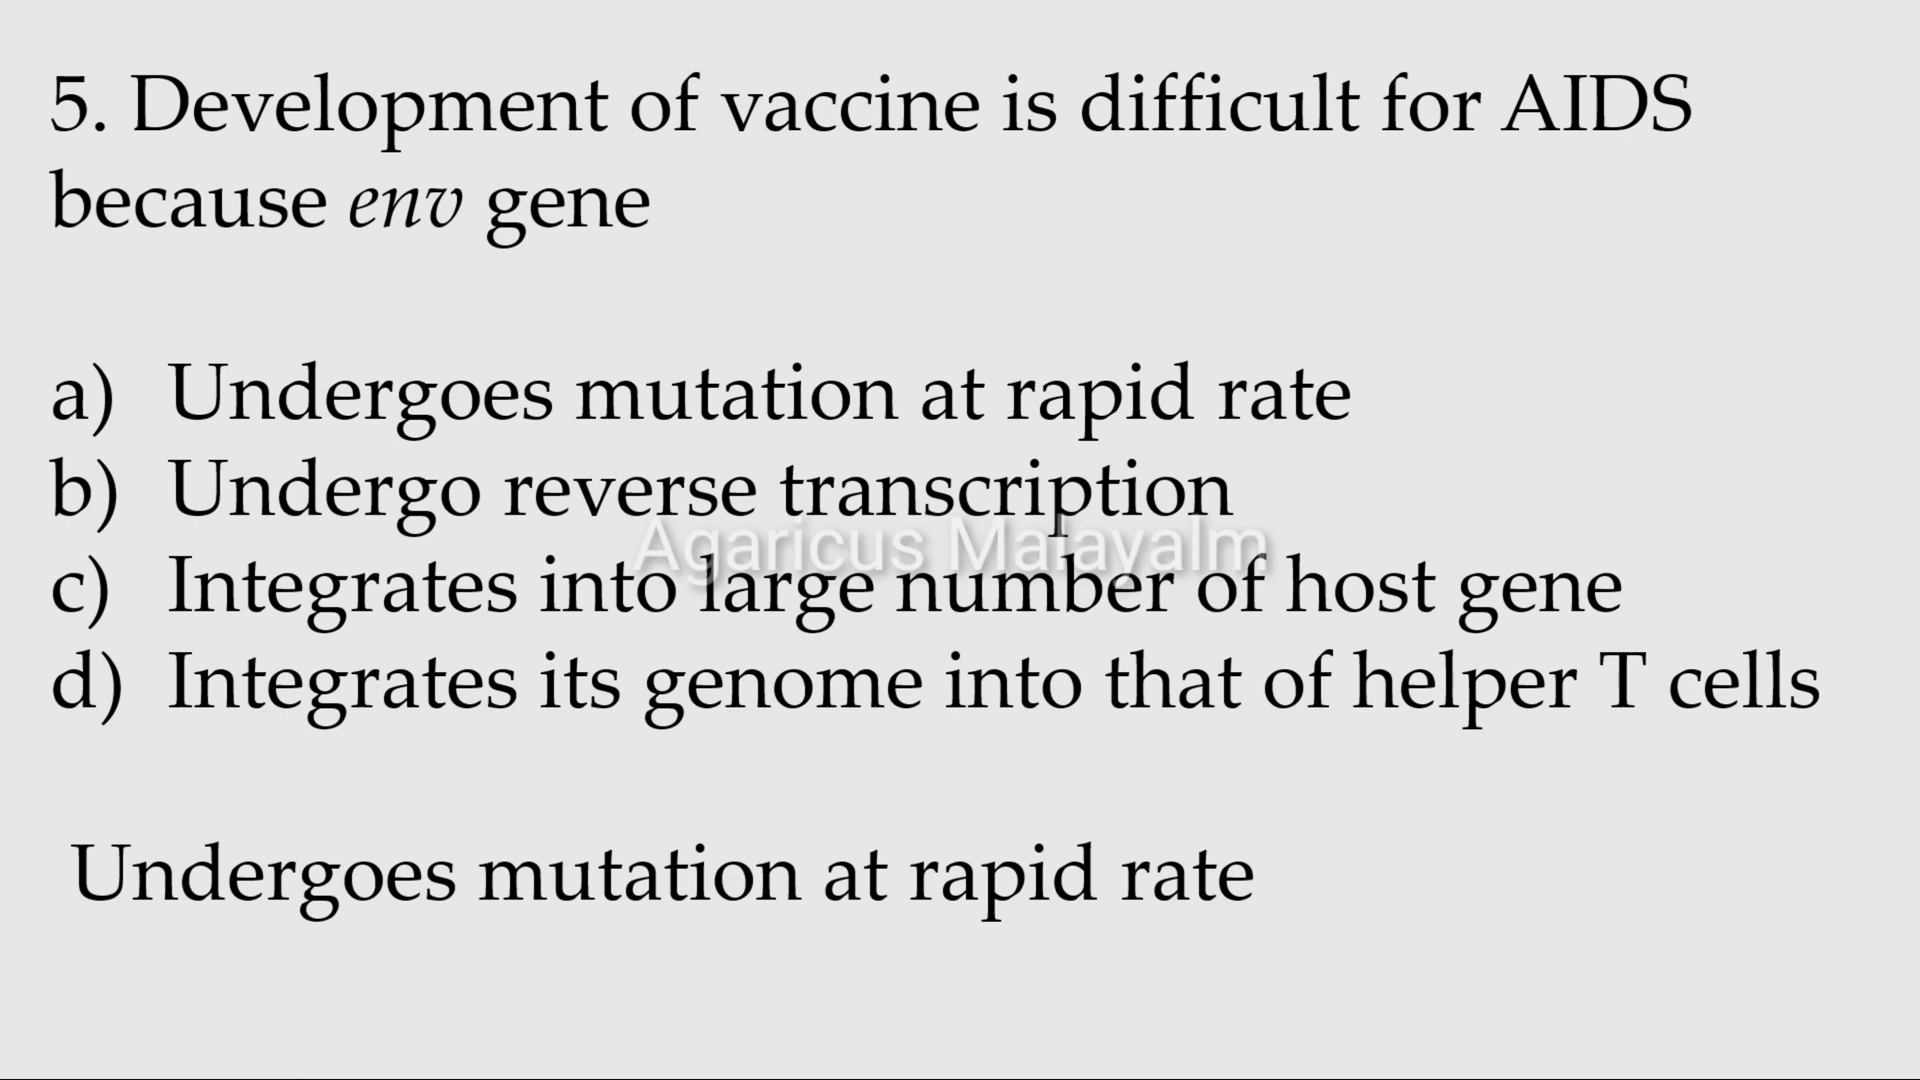 5. Development of vaccine is difficult for AIDS
because env gene
a) Undergoes mutation at rapid rate
b) Undergo reverse transcription
Agaricus Malayalm
c) Integrates into large number of host gene
d) Integrates its genome into that of helper T cells
Undergoes mutation at rapid rate